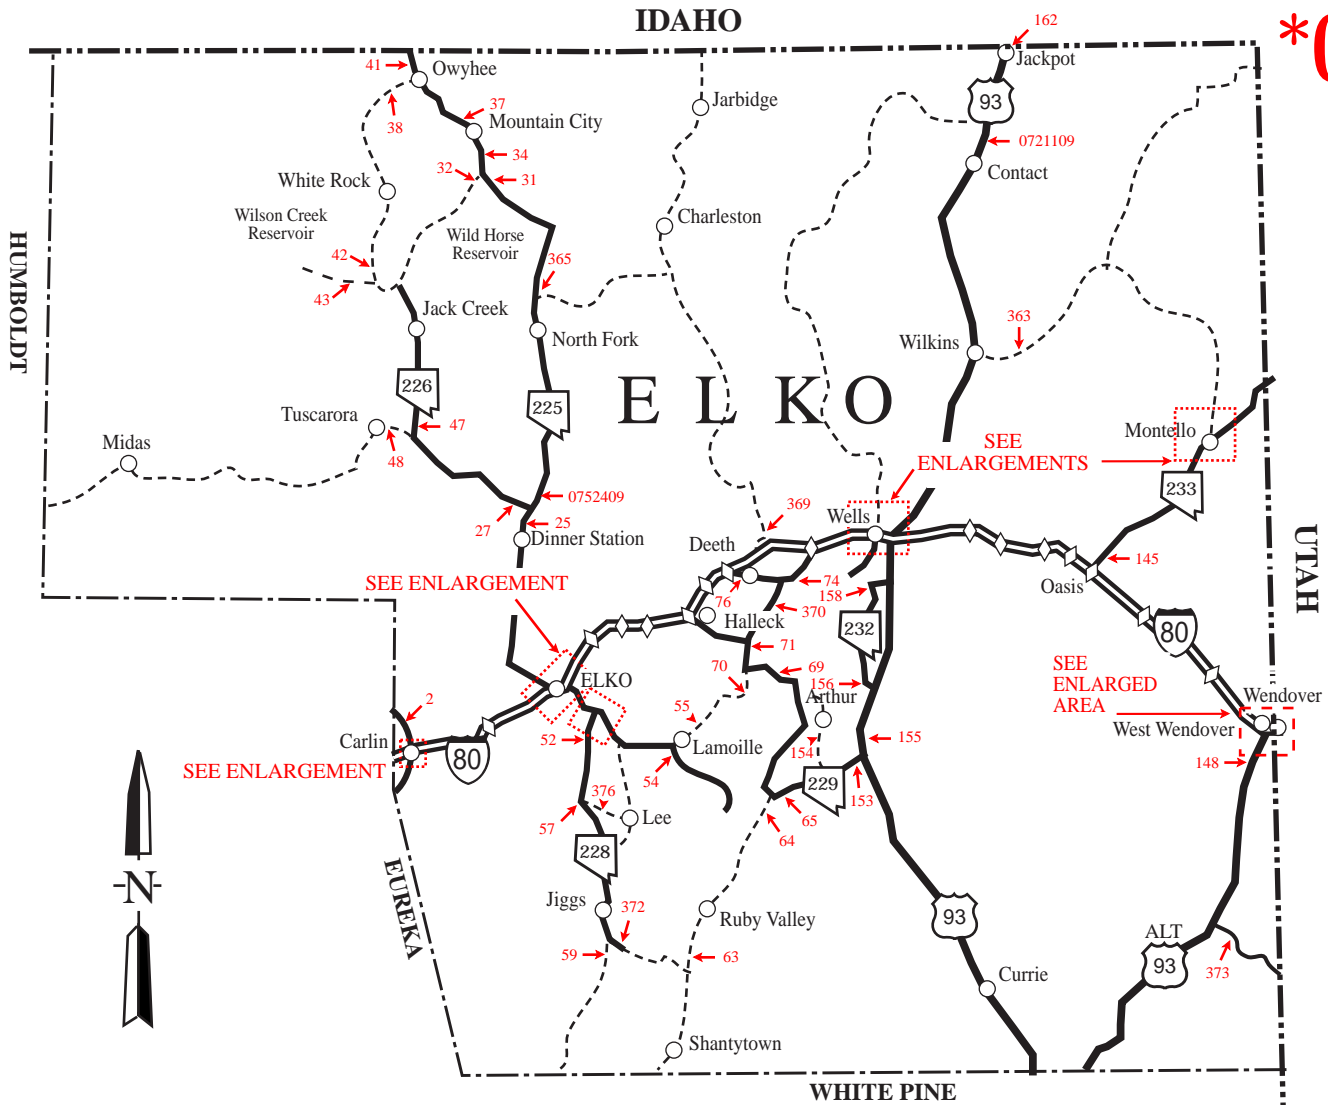 IDAHO
*0
162
41
Owyhee
Jackpot
93
37
Jarbidge
38
Mountain City
0721109
34
32
31
Contact
White Rock
Wilson Creek
Reservoir
Charleston
HUMBOLDT
Wild Horse
Reservoir
42
365
43
Jack Creek
North Fork
363
Wilkins
226
225
ELKO
Tuscarora
47
48
Midas
Montello
SEE
ENLARGEMENTS
233
0752409
27
25
369
Wells
Dinner Station
Deeth
145
UTAH
SEE ENLARGEMENT
Oasis
76
74
158
370
Halleck
232
80
71
70
69
ELKO
156
Arthur
SEE
ENLARGED
AREA
Wendover
2
55
West Wendover
Carlin
52
Lamoille
154
155
80
148
SEE ENLARGEMENT
54
229
153
376
57
Lee
65
64
228
EUREKA
N
Jiggs
372
Ruby Valley
93
ALT
59
63
93
373
Currie
Shantytown
WHITE PINE